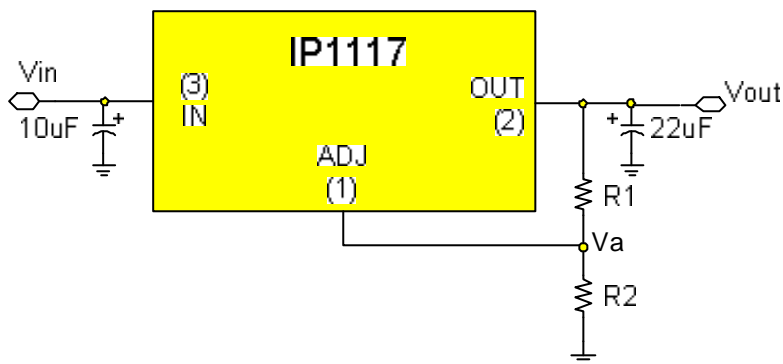 IP1117
Vin
(3)
IN
OUT
(2)
Vout
10uF
+
+
22uF
ADJ
(1)
R1
Va
R2